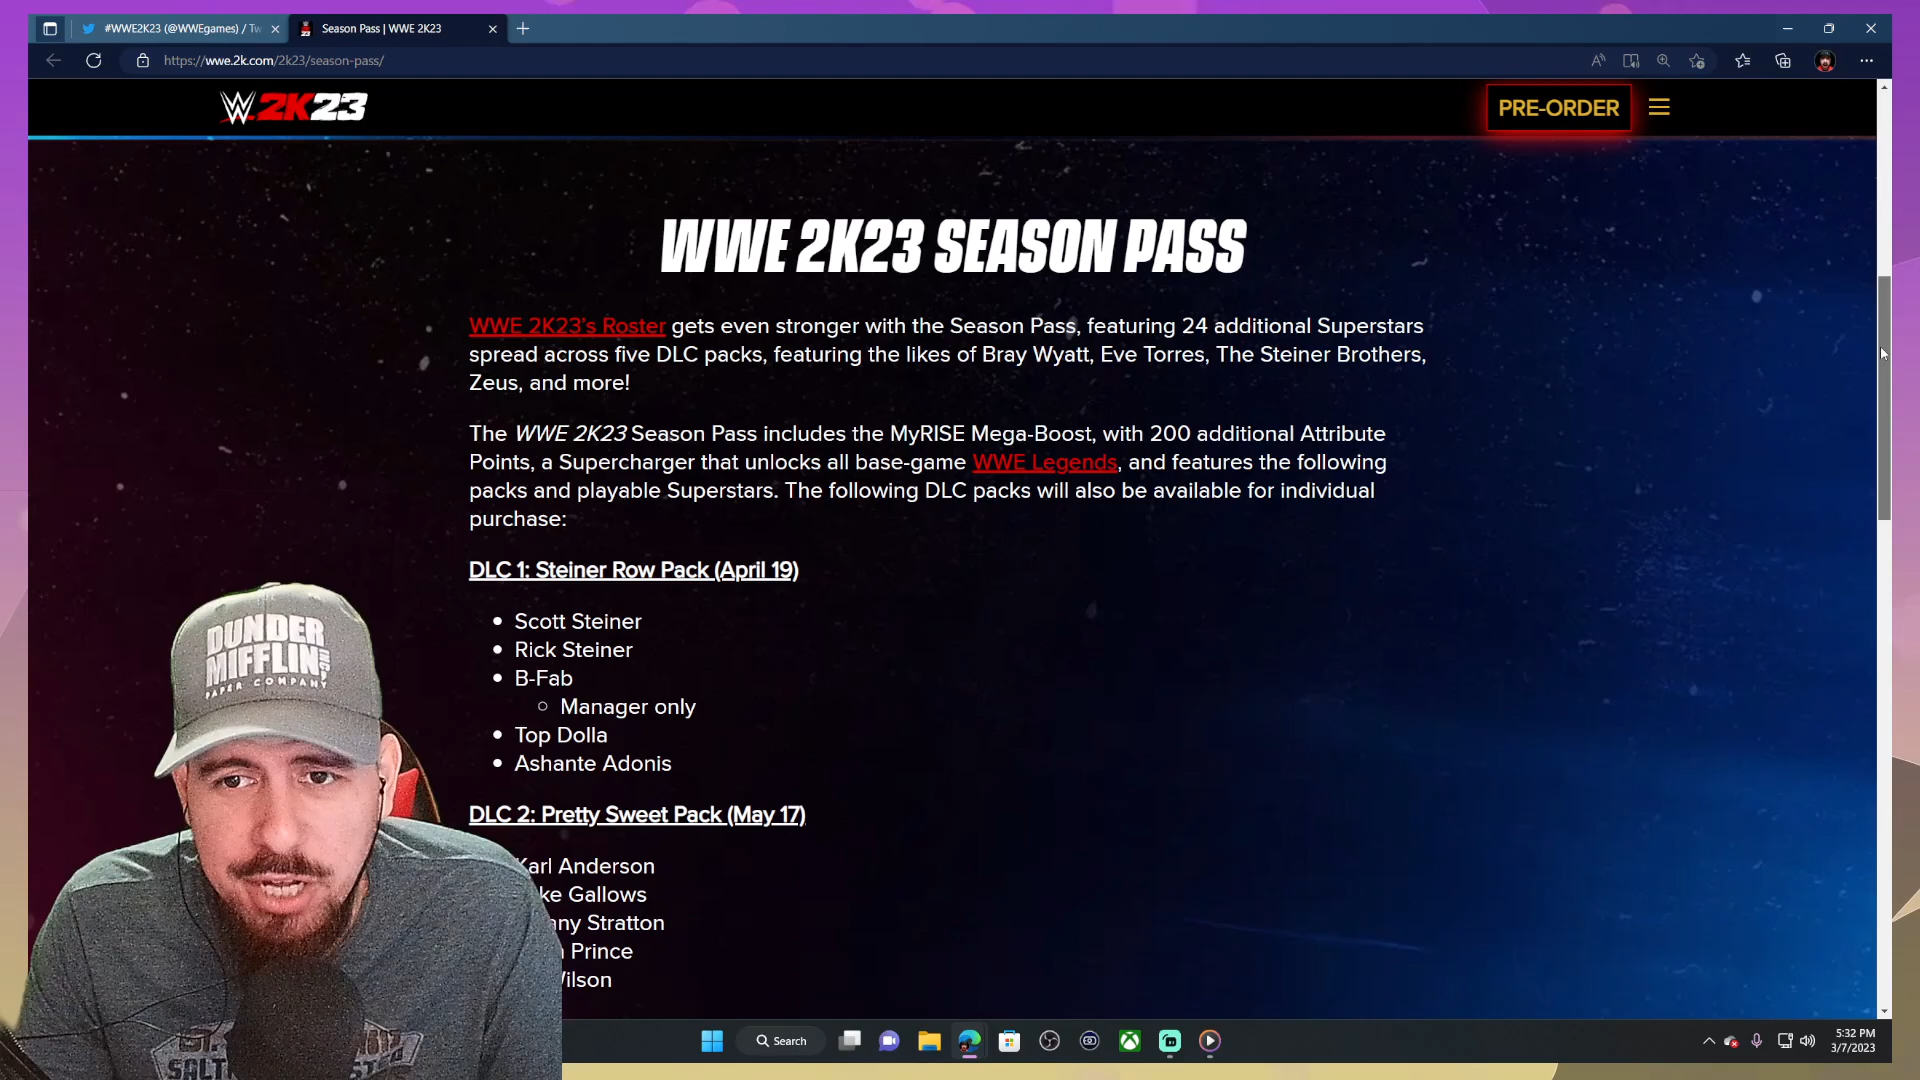 #WWE2K23 (@WWEgames) / Tw
Season Pass | WWE 2K23
https://wwe.2k.com/2k23/season-pass/
W 2K23
PRE-ORDER
WWE 2K23 SEASON PASS
WWE 2K23's Roster gets even stronger with the Season Pass, featuring 24 additional Superstars
spread across five DLC packs, featuring the likes of Bray Wyatt, Eve Torres, The Steiner Brothers,
Zeus, and more!
The WWE 2K23 Season Pass includes the MyRISE Mega-Boost, with 200 additional Attribute
Points, a Supercharger that unlocks all base-game WWE Legends, and features the following
packs and playable Superstars. The following DLC packs will also be available for individual
purchase:
DLC 1: Steiner Row Pack (April 19)
Scott Steiner
Rick Steiner
B-Fab
Manager only
Top Dolla
Ashante Adonis
DLC 2: Pretty Sweet Pack (May 17)
Karl Anderson
ke Gallows
any Stratton
Prince
Wilson
DUNDER
MIFFLIN INC.
PAPER COMPANY
Search
5:32 PM
3/7/2023